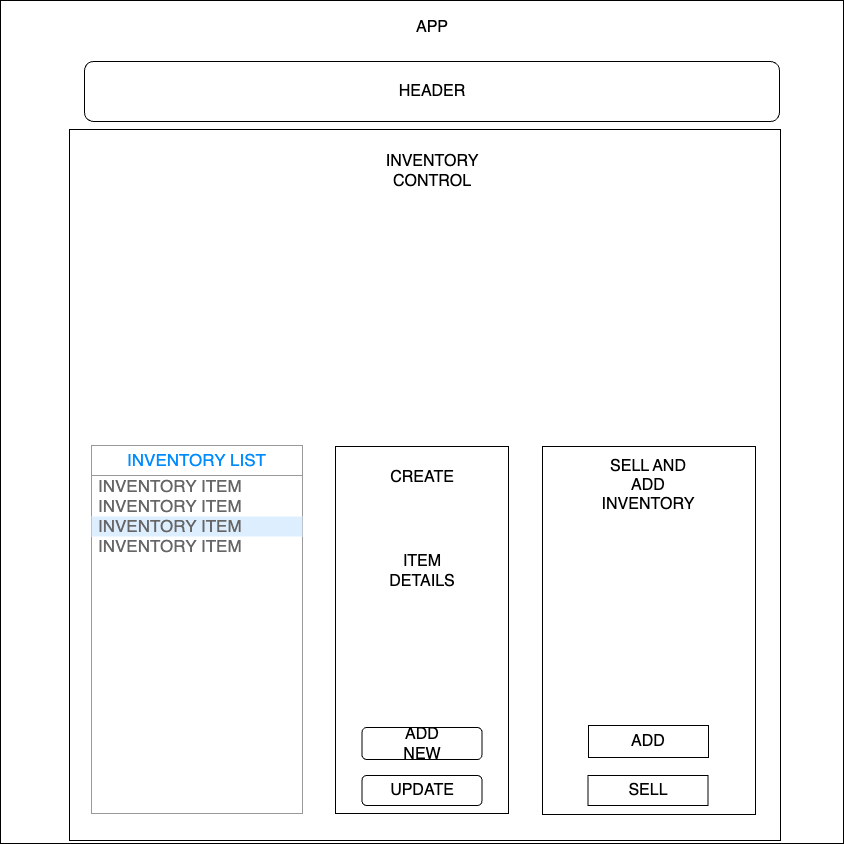 APP
HEADER
INVENTORY
CONTROL
INVENTORY LIST
INVENTORY ITEM
INVENTORY ITEM
INVENTORY ITEM
INVENTORY ITEM
CREATE
ITEM
DETAILS
ADD
NEW
UPDATE
SELL AND
ADD
INVENTORY
ADD
SELL